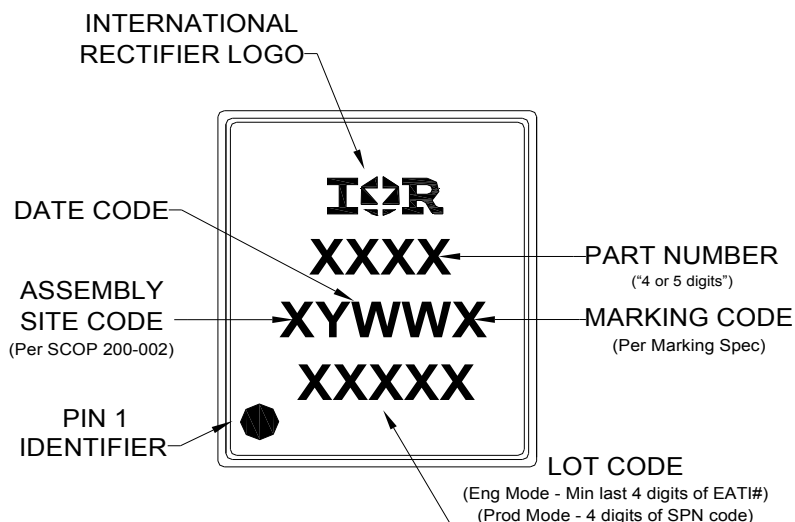 INTERNATIONAL
RECTIFIER LOGO
IOR
DATE CODE
XXXX
PART NUMBER
(“4 or 5 digits”)
ASSEMBLY
SITE CODE
(Per SCOP 200-002)
XYWWX
MARKING CODE
(Per Marking Spec)
XXXXX
PIN 1
IDENTIFIER
LOT CODE
(Eng Mode - Min last 4 digits of EATI#)
(Prod Mode - 4 digits of SPN code)